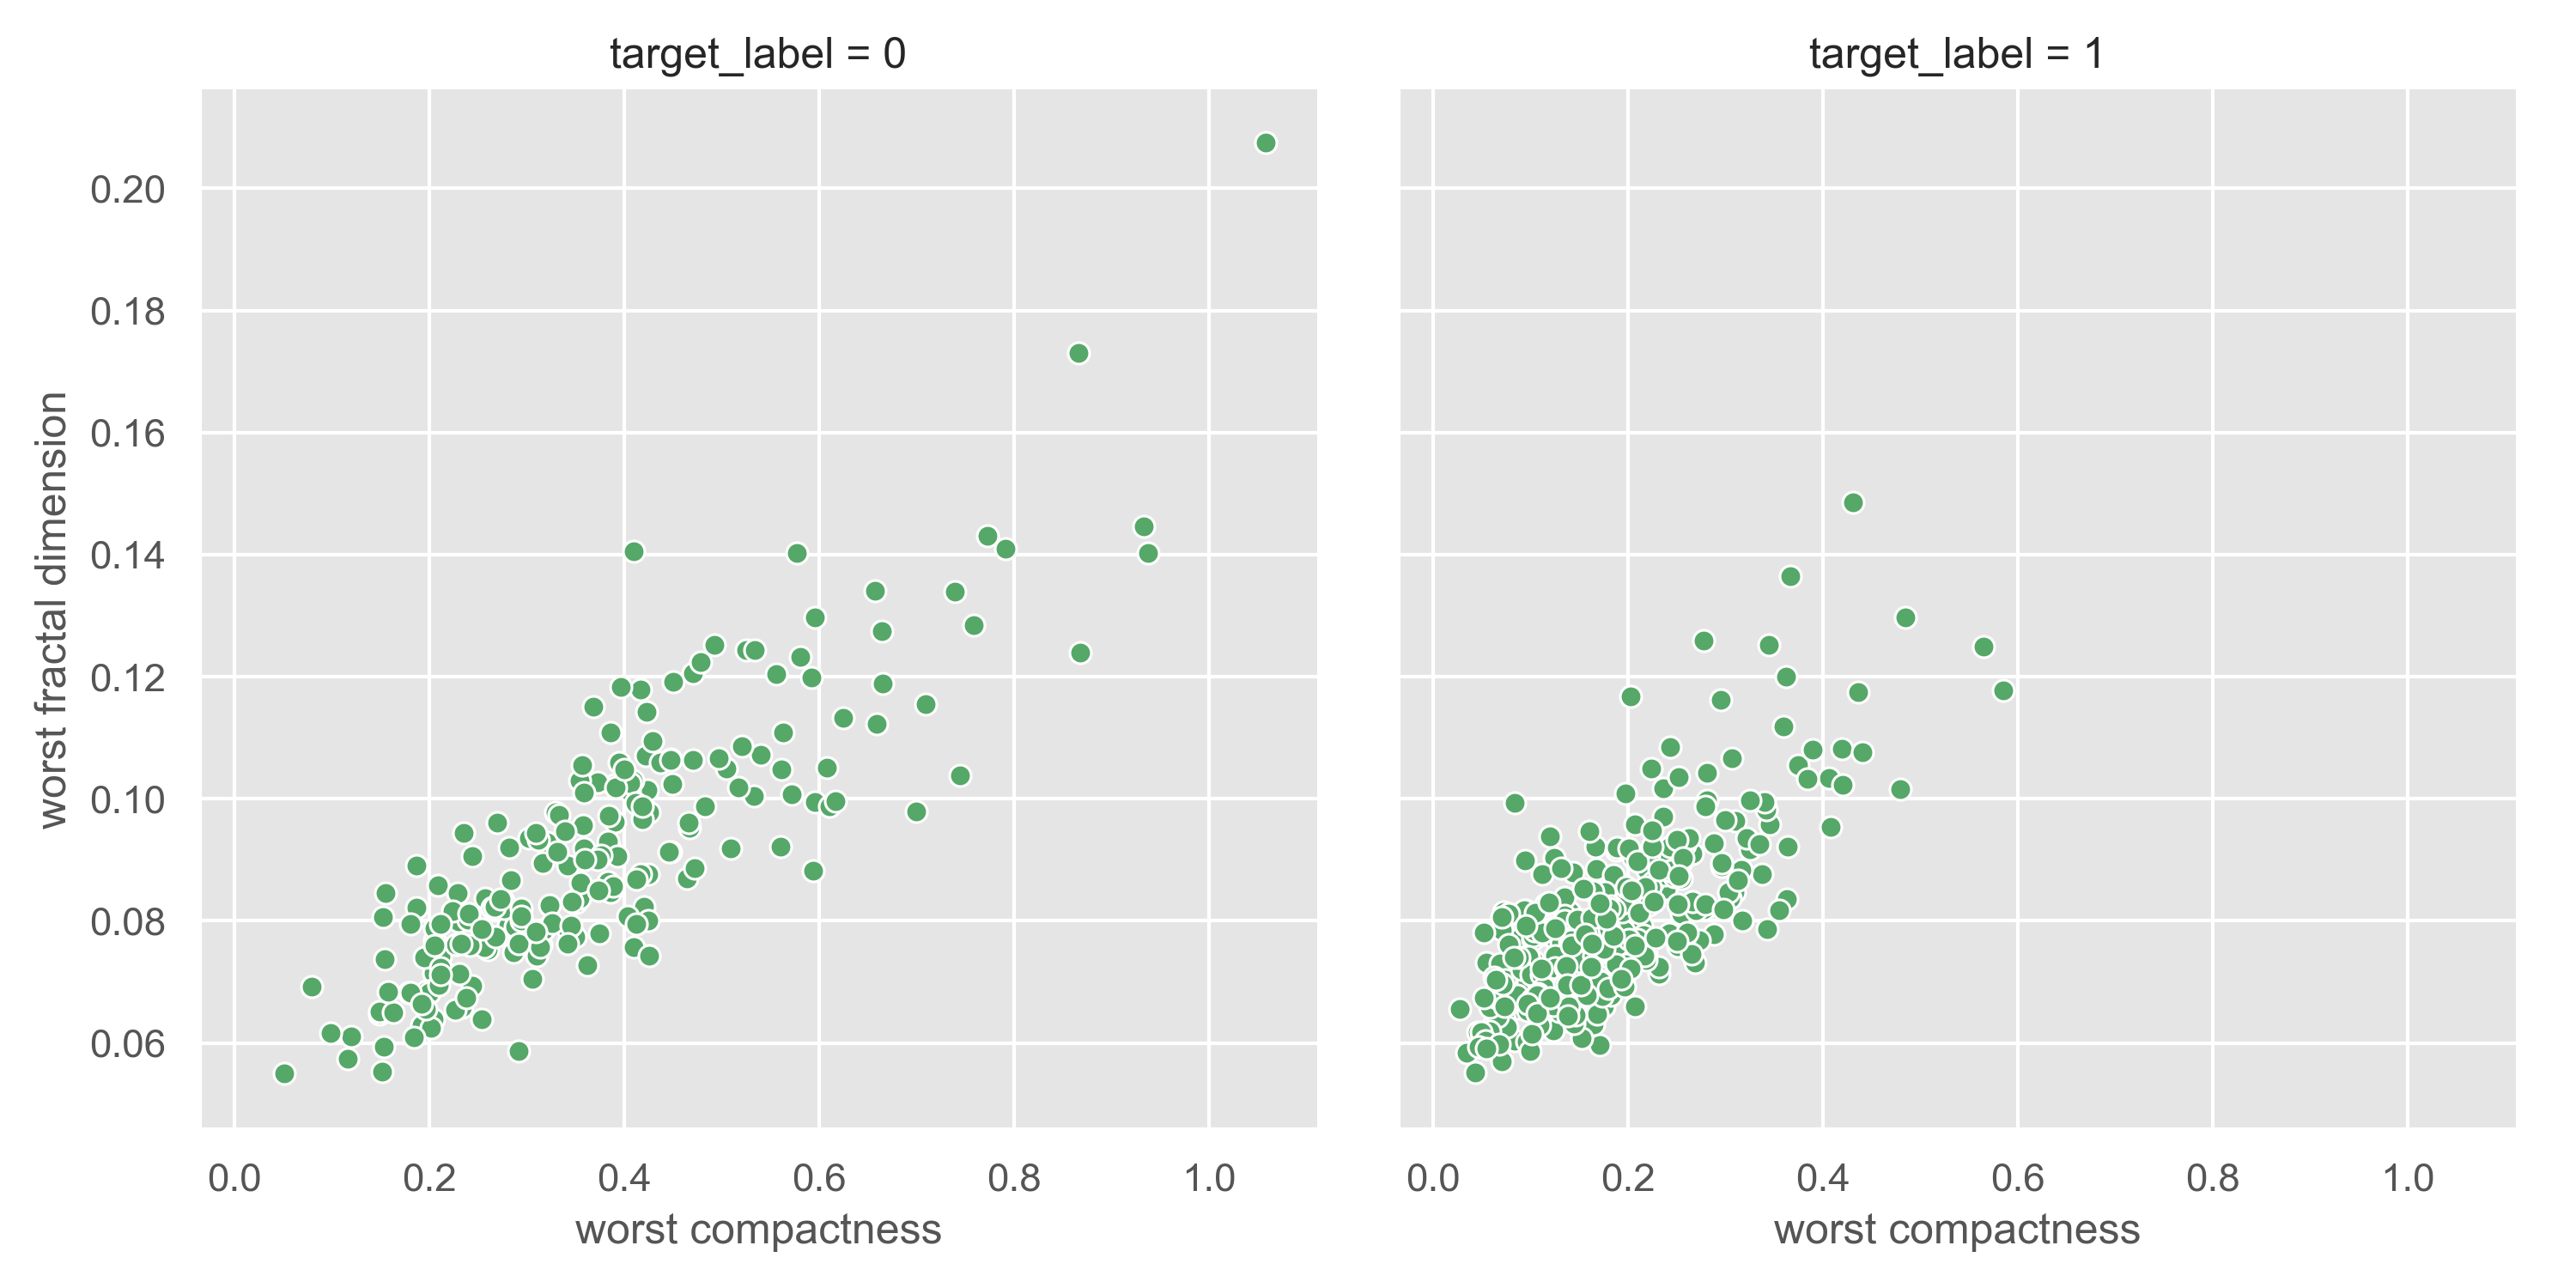 target_label = 0
target_label = 1
worst fractal dimension
0.20
0.18
0.16
0.14
0.12
0.10
0.08
0.06
0.0 0.2 0.4 0.6 0.8 1.0
0.0 0.2 0.4 0.6 0.8 1.0
worst compactness
worst compactness